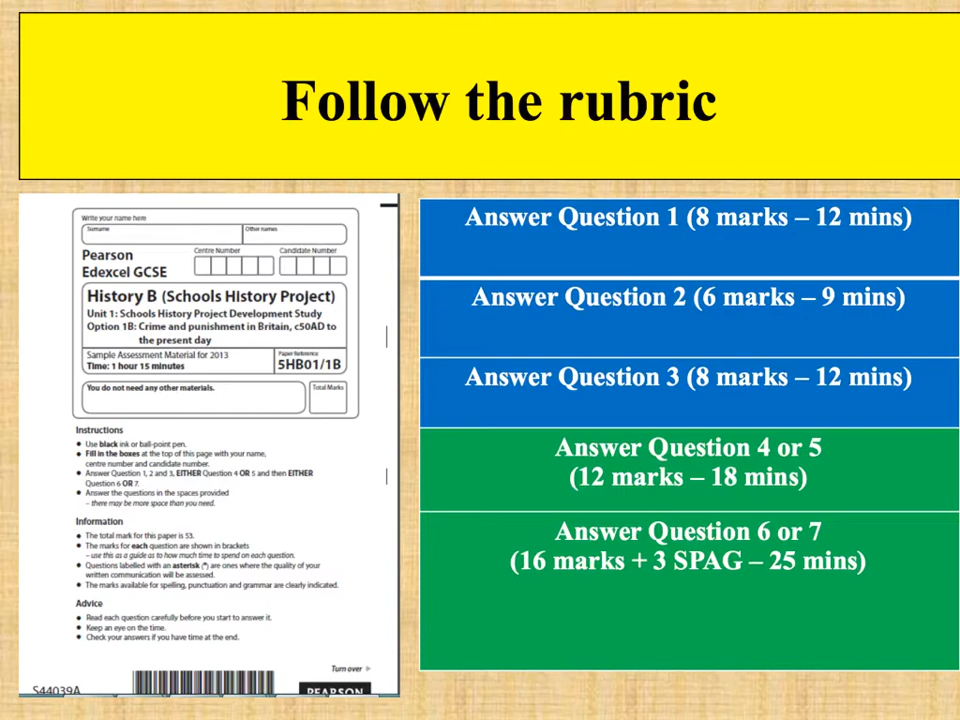 Follow the rubric
Write your name here
Surname
Other names
Pearson
Edexcel GCSE
Centre Number
Candidate Number
History B (Schools History Project)
Unit 1: Schools History Project Development Study
Option 1B: Crime and punishment in Britain, c50AD to
the present day
Sample Assessment Material for 2013
Time: 1 hour 15 minutes
Paper Reference
5HB01/1B
You do not need any other materials.
Total Marks
Instructions
• Use black ink or ball-point pen.
• Fill in the boxes at the top of this page with your name,
centre number and candidate number.
• Answer Question 1, 2 and 3, EITHER Question 4 OR 5 and then EITHER
Question 6 OR 7.
• Answer the questions in the spaces provided
– there may be more space than you need.
Information
• The total mark for this paper is 53.
• The marks for each question are shown in brackets
– use this as a guide as to how much time to spend on each question.
• Questions labelled with an asterisk (*) are ones where the quality of your
written communication will be assessed.
• The marks available for spelling, punctuation and grammar are clearly indicated.
Advice
• Read each question carefully before you start to answer it.
• Keep an eye on the time.
• Check your answers if you have time at the end.
Turn over
S44039A
PEARSON
Answer Question 1 (8 marks – 12 mins)
Answer Question 2 (6 marks – 9 mins)
Answer Question 3 (8 marks – 12 mins)
Answer Question 4 or 5
(12 marks – 18 mins)
Answer Question 6 or 7
(16 marks + 3 SPAG – 25 mins)